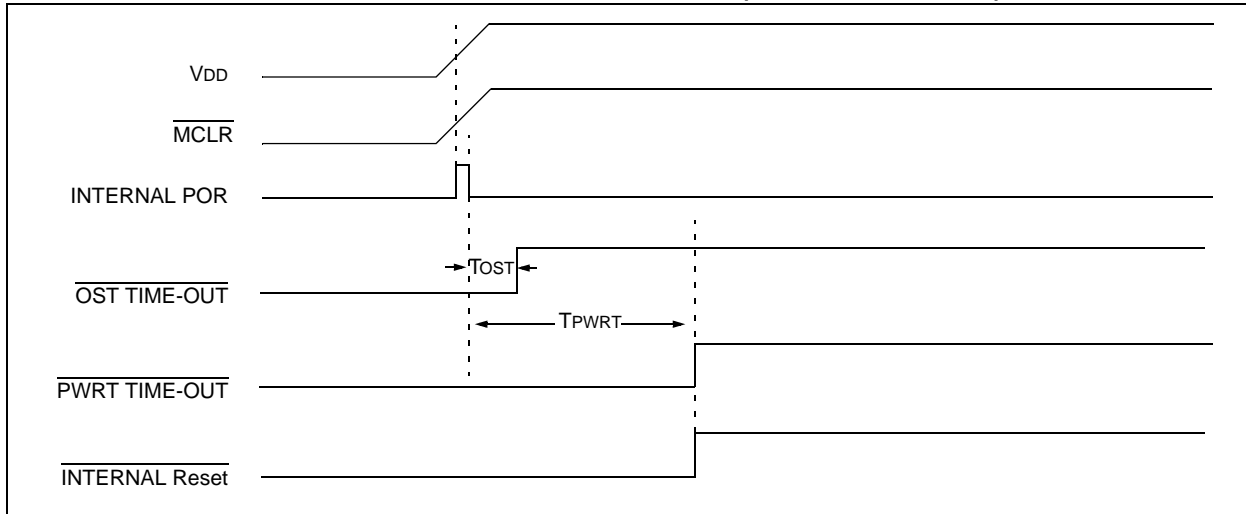 VDD
MCLR
INTERNAL POR
TOST
OST TIME-OUT
TPWRT
PWRT TIME-OUT
INTERNAL Reset